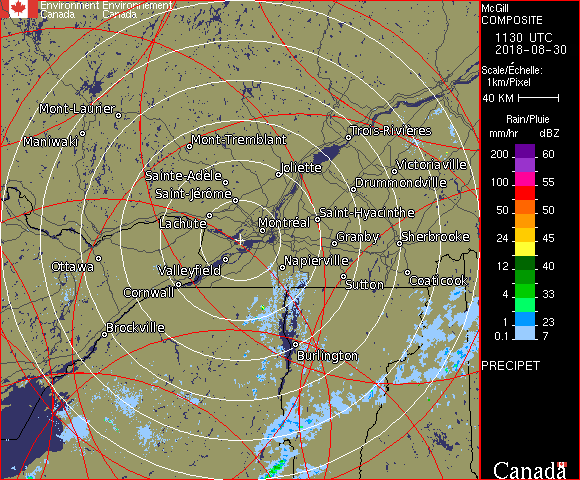 Environment Environnement
Canada Canada
McGill
COMPOSITE
1130 UTC
2018-08-30
Scale/Échelle:
1km/Pixel
40 KM
Rain/Pluie
mm/hr dBZ
200 60
150 57
100 55
50 50
24 45
12 40
4 33
1 23
0.1 7
PRECIPET
Canada
Mont-Laurier
Maniwaki
Mont-Tremblant
Trois-Rivières
Joliette
Victoriaville
Sainte-Adèle
Drummondville
Saint-Jérôme
Lachute
Montréal
Saint-Hyacinthe
Granby
Sherbrooke
Ottawa
Valleyfield
Napierville
Cornwall
Sutton
Coaticook
Brockville
Burlington